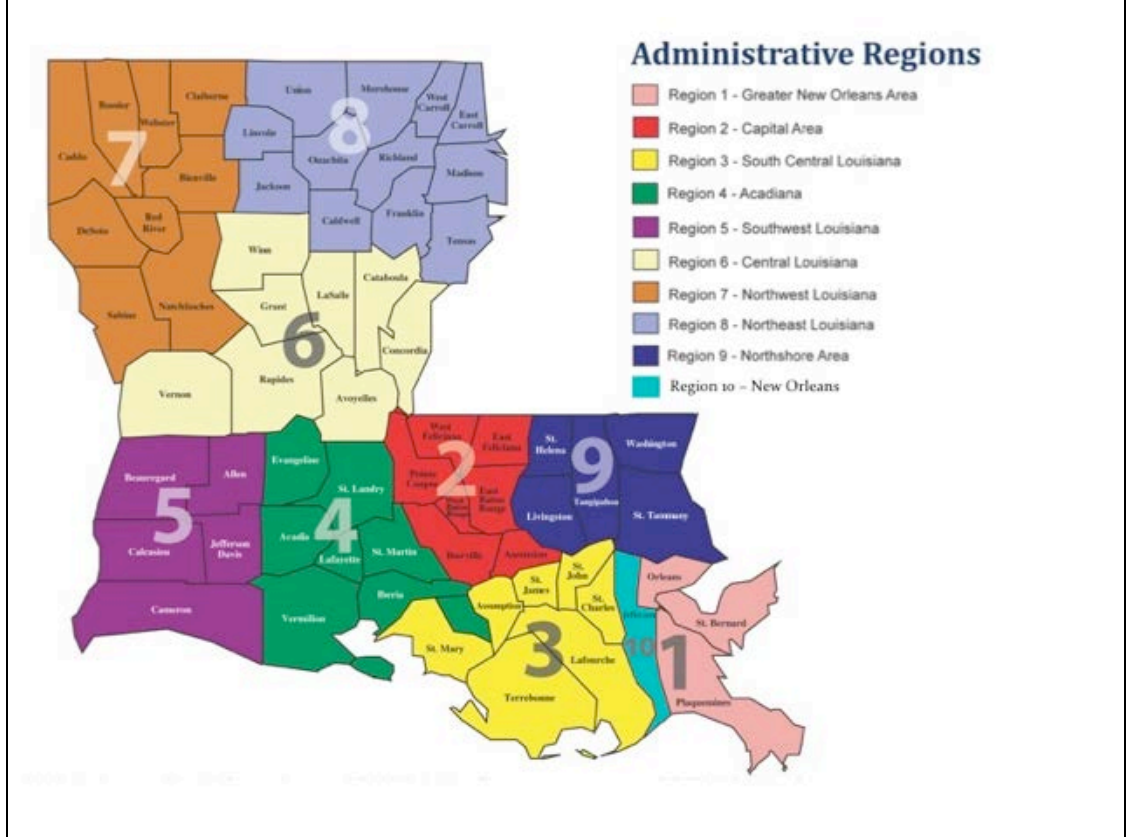 Administrative Regions
Region 1 - Greater New Orleans Area
Region 2 - Capital Area
Region 3 - South Central Louisiana
Region 4 - Acadiana
Region 5 - Southwest Louisiana
Region 6 - Central Louisiana
Region 7 - Northwest Louisiana
Region 8 - Northeast Louisiana
Region 9 - Northshore Area
Region 10 – New Orleans
Bossier
Claiborne
Webster
Caddo
7
Bienville
DeSoto
Red
River
Sabine
Natchitoches
Union
Morehouse
West
Carroll
East
Carroll
8
Lincoln
Ouachita
Richland
Madison
Jackson
Caldwell
Franklin
Tensas
Winn
Grant
LaSalle
Catahoula
6
Concordia
Rapides
Vernon
Avoyelles
Beauregard
Allen
5
Calcasieu
Jefferson
Davis
Cameron
Evangeline
St. Landry
4
Acadia
Lafayette
St. Martin
Iberia
Vermilion
West
Feliciana
East
Feliciana
2
Pointe
Coupee
West
Baton
Rouge
East
Baton
Rouge
Iberville
Ascension
St.
Helena
9
Washington
Tangipahoa
Livingston
St. Tammany
St.
John
St.
James
St.
Charles
Assumption
St. Mary
3
Lafourche
Terrebonne
Jefferson
10
Orleans
St. Bernard
1
Plaquemines